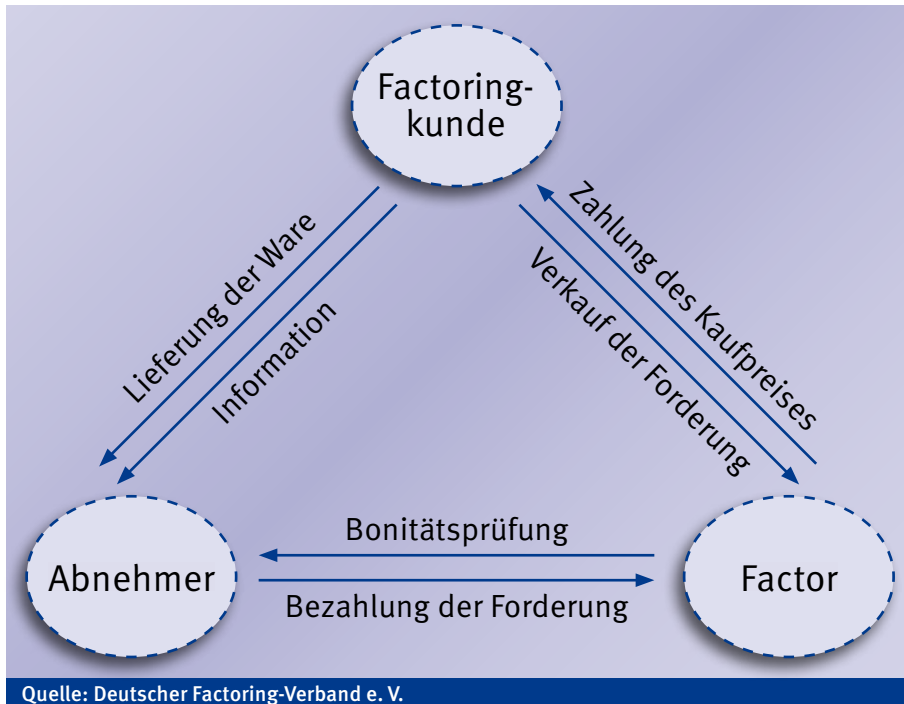 Factoring-
kunde
Lieferung der Ware
Information
Zahlung des Kaufpreises
Verkauf der Forderung
Bonitätsprüfung
Abnehmer
Bezahlung der Forderung
Factor
Quelle: Deutscher Factoring-Verband e. V.